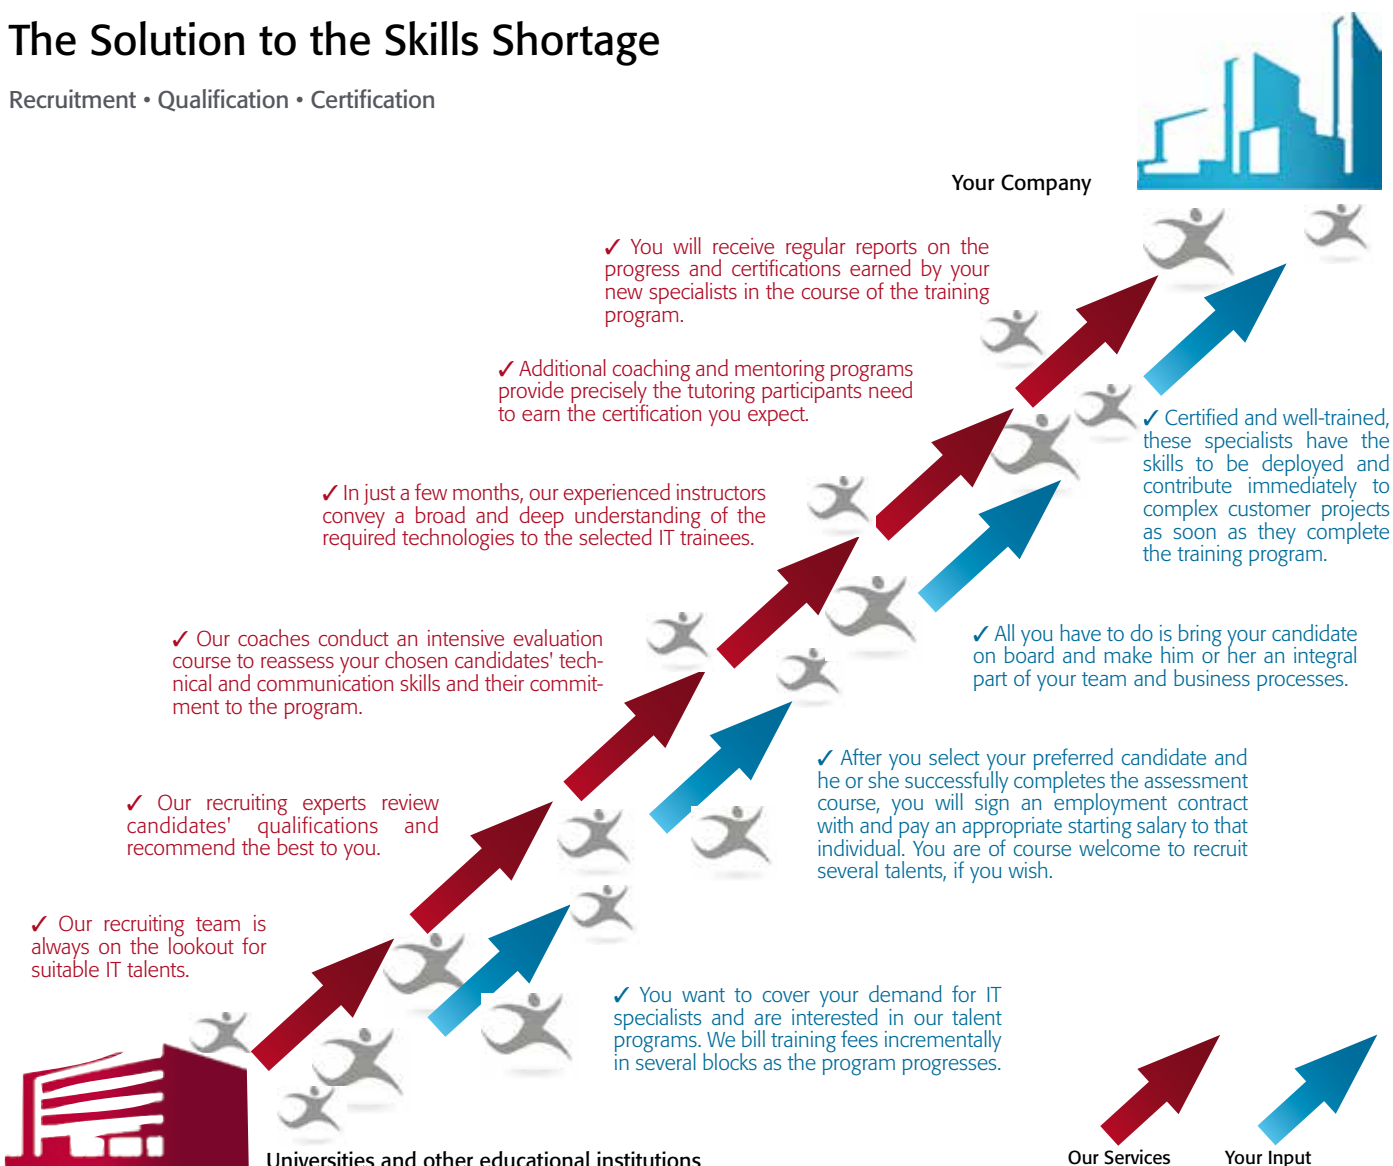 The Solution to the Skills Shortage
Recruitment • Qualification • Certification
Your Company
✓ You will receive regular reports on the
progress and certifications earned by your
new specialists in the course of the training
program.
✓ Additional coaching and mentoring programs
provide precisely the tutoring participants need
to earn the certification you expect.
✓ Certified and well-trained,
these specialists have the
skills to be deployed and
contribute immediately to
complex customer projects
as soon as they complete
the training program.
✓ In just a few months, our experienced instructors
convey a broad and deep understanding of the
required technologies to the selected IT trainees.
✓ All you have to do is bring your candidate
on board and make him or her an integral
part of your team and business processes.
✓ Our coaches conduct an intensive evaluation
course to reassess your chosen candidates' tech-
nical and communication skills and their commit-
ment to the program.
✓ After you select your preferred candidate and
he or she successfully completes the assessment
course, you will sign an employment contract
with and pay an appropriate starting salary to that
individual. You are of course welcome to recruit
several talents, if you wish.
✓ Our recruiting experts review
candidates' qualifications and
recommend the best to you.
✓ Our recruiting team is
always on the lookout for
suitable IT talents.
✓ You want to cover your demand for IT
specialists and are interested in our talent
programs. We bill training fees incrementally
in several blocks as the program progresses.
Universities and other educational institutions
Our Services
Your Input